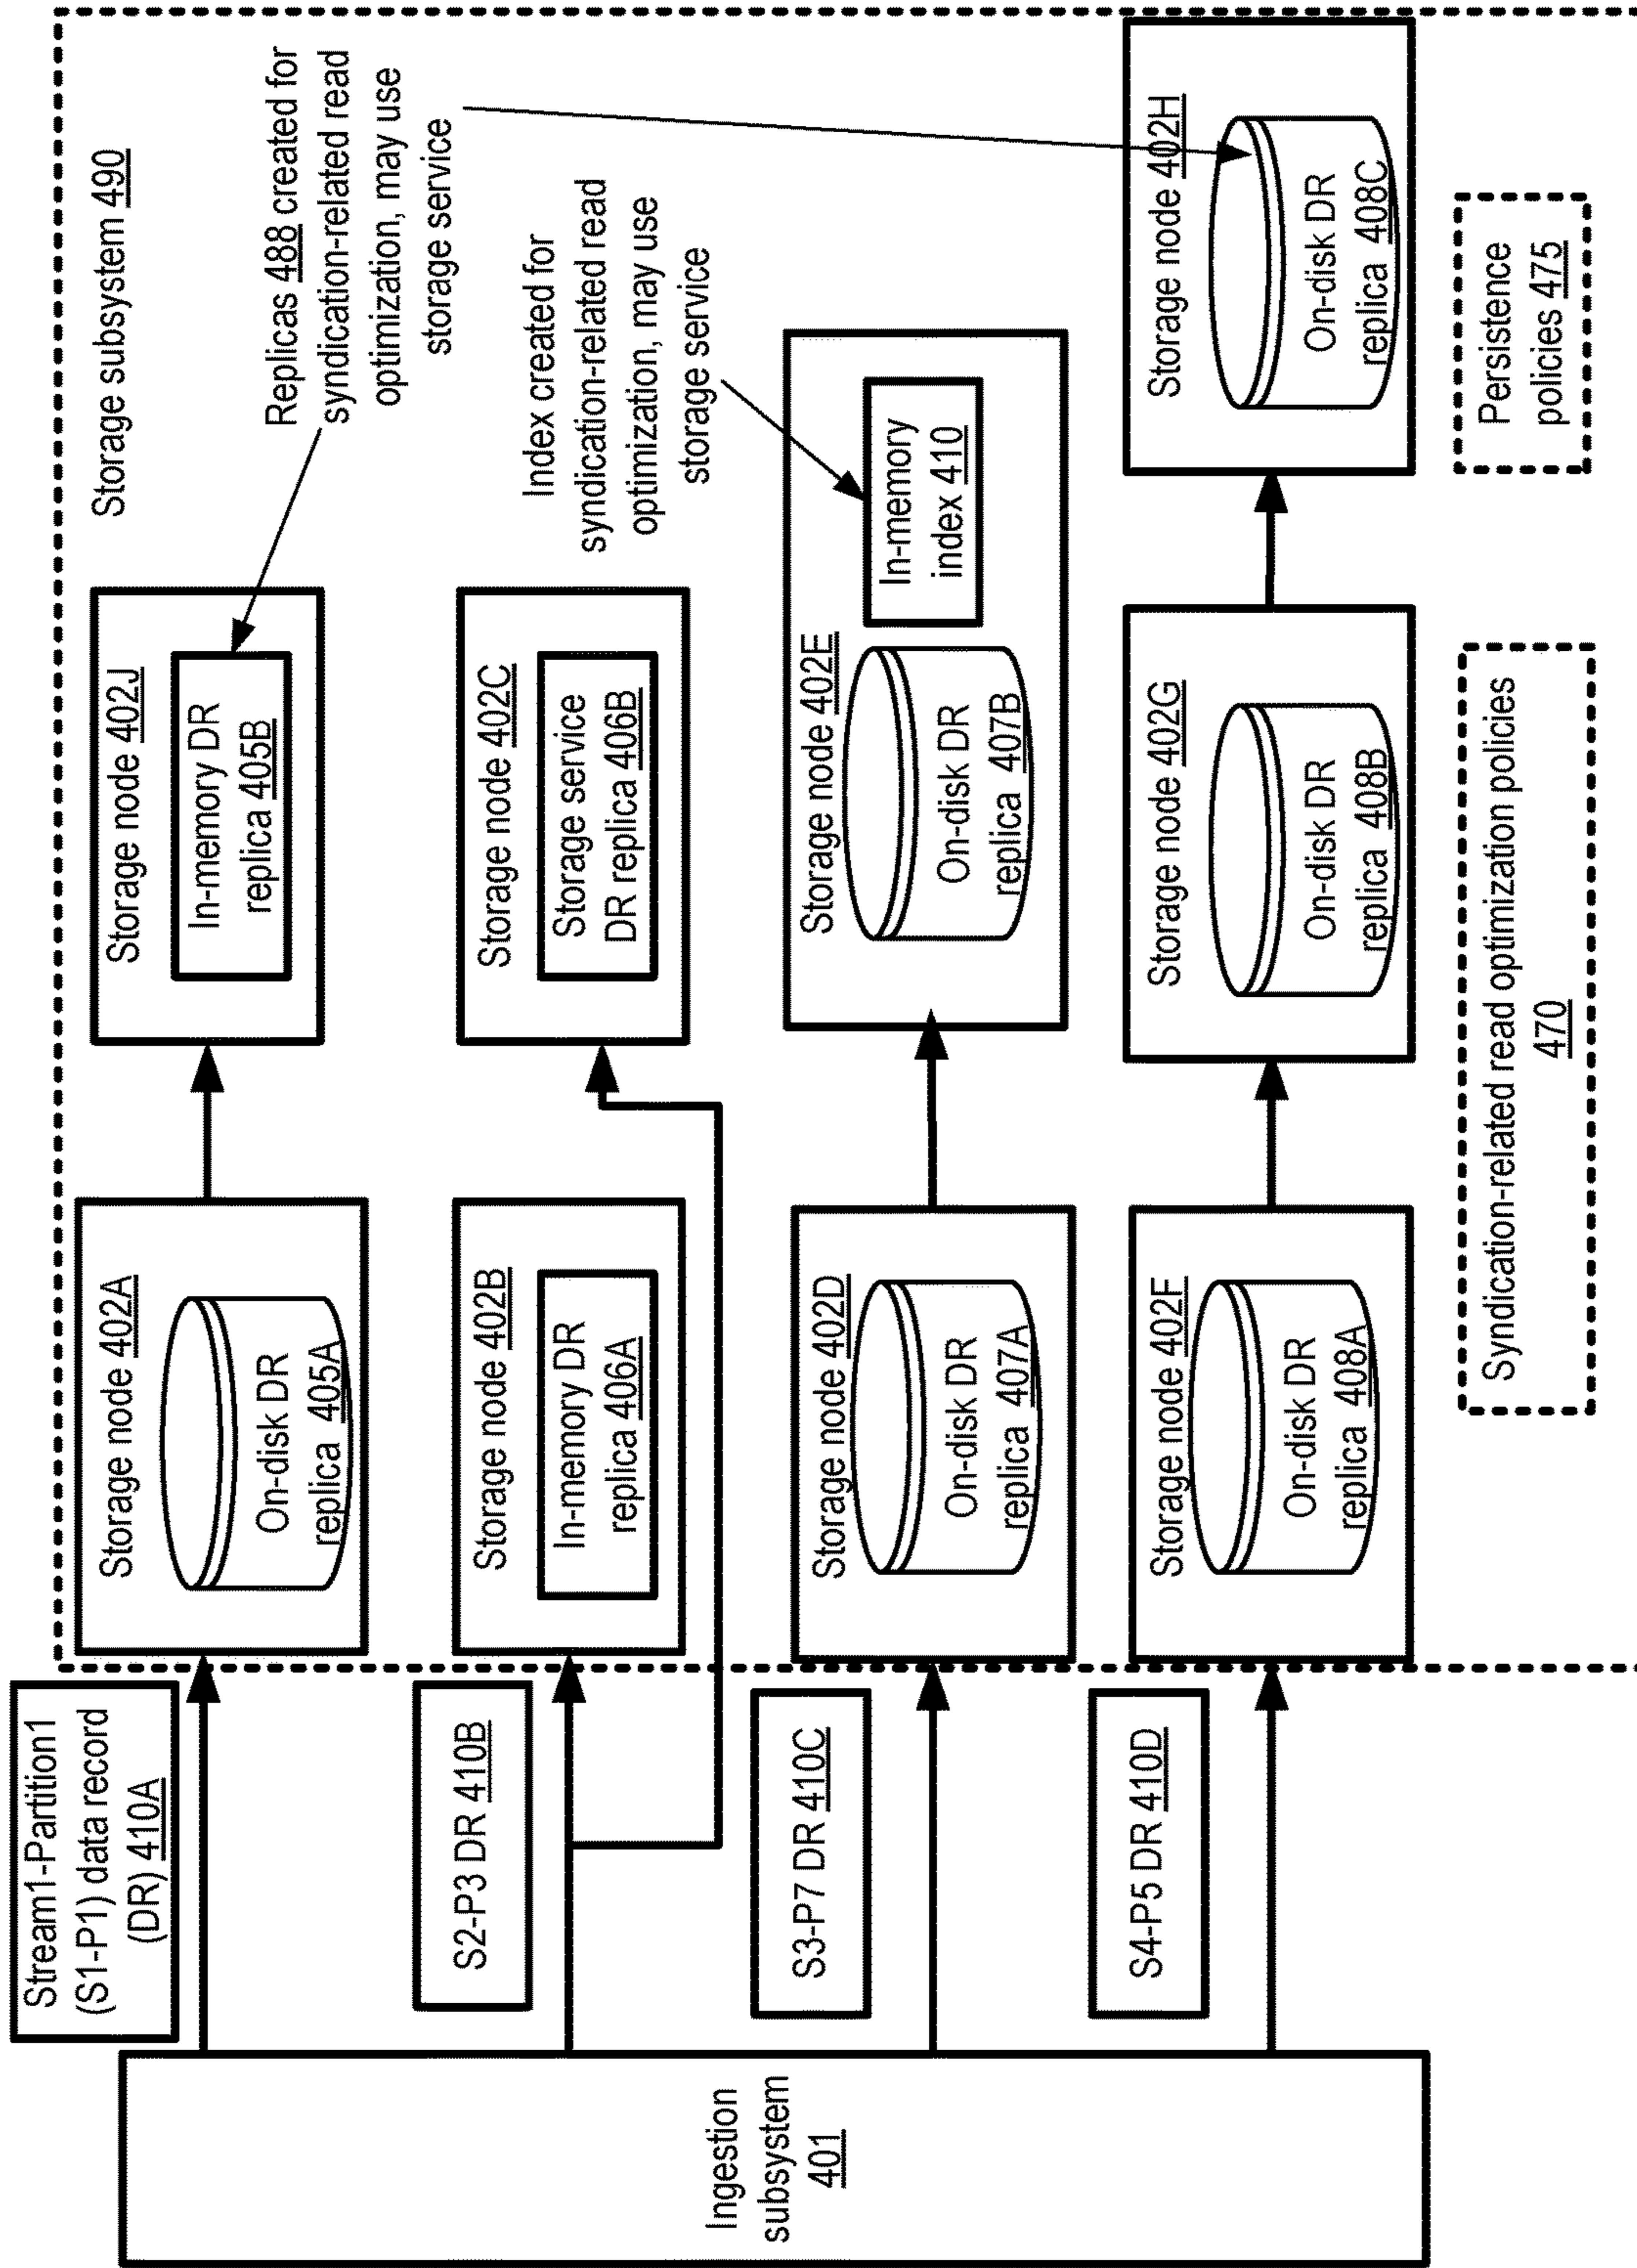 Ingestion
subsystem
401
Stream1-Partition1
(S1-P1) data record
(DR) 410A
S2-P3 DR 410B
S3-P7 DR 410C
S4-P5 DR 410D
Storage subsystem 490
Storage node 402A
On-disk DR
replica 405A
Storage node 402J
In-memory DR
replica 405B
Replicas 488 created for
syndication-related read
optimization, may use
storage service
Storage node 402B
In-memory DR
replica 406A
Storage node 402C
Storage service
DR replica 406B
Index created for
syndication-related read
optimization, may use
storage service
Storage node 402D
On-disk DR
replica 407A
Storage node 402E
On-disk DR
replica 407B
In-memory
index 410
Storage node 402F
On-disk DR
replica 408A
Storage node 402G
On-disk DR
replica 408B
Storage node 402H
On-disk DR
replica 408C
Syndication-related read optimization policies
470
Persistence
policies 475